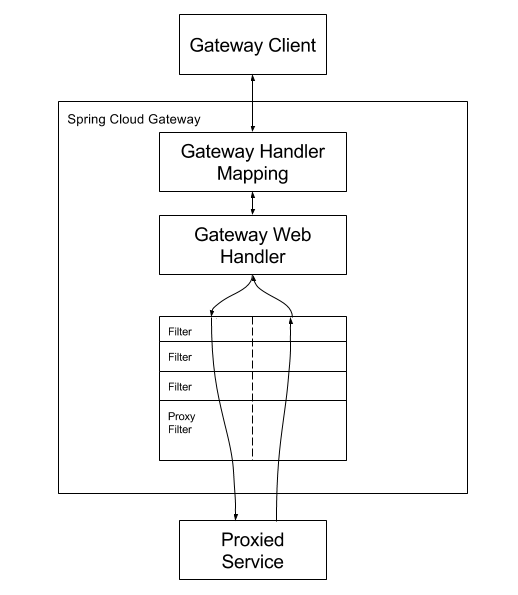 Gateway Client
Spring Cloud Gateway
Gateway Handler
Mapping
Gateway Web
Handler
Filter
Filter
Filter
Proxy
Filter
Proxied
Service